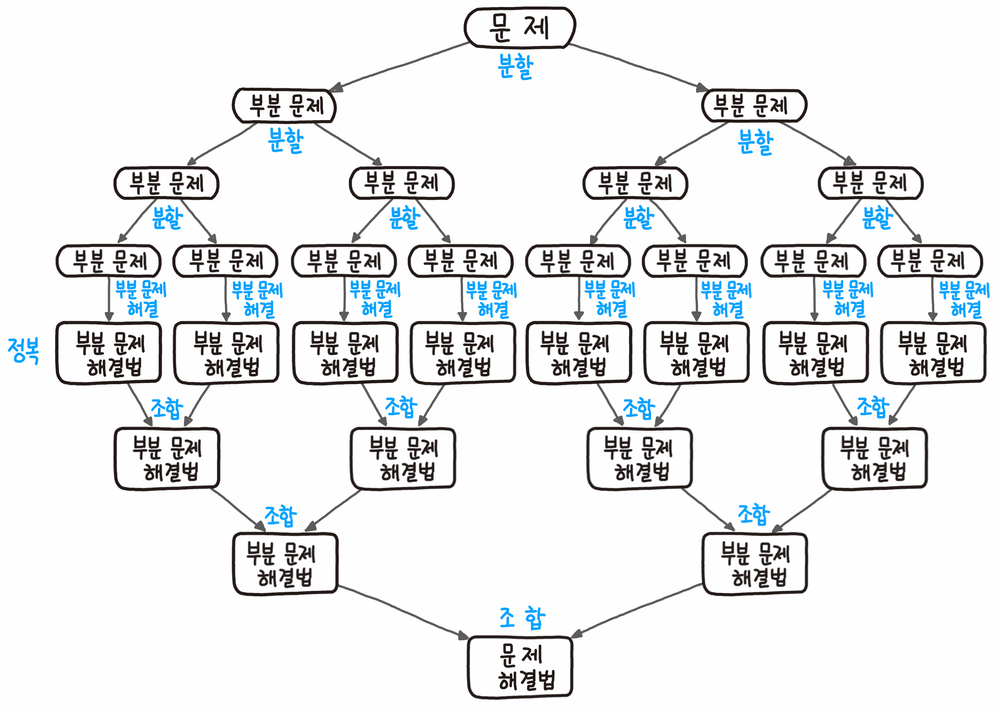 문 제
분할
부분 문제
부분 문제
분할
분할
부분 문제
부분 문제
부분 문제
부분 문제
분할
분할
분할
분할
부분 문제
부분 문제
부분 문제
부분 문제
부분 문제
부분 문제
부분 문제
부분 문제
부분 문제
해결
부분 문제
해결
부분 문제
해결
부분 문제
해결
부분 문제
해결
부분 문제
해결
부분 문제
해결
부분 문제
해결
정복
부분 문제
해결법
부분 문제
해결법
부분 문제
해결법
부분 문제
해결법
부분 문제
해결법
부분 문제
해결법
부분 문제
해결법
부분 문제
해결법
조합
조합
조합
조합
부분 문제
해결법
부분 문제
해결법
부분 문제
해결법
부분 문제
해결법
조합
조합
부분 문제
해결법
부분 문제
해결법
조 합
문제
해결법